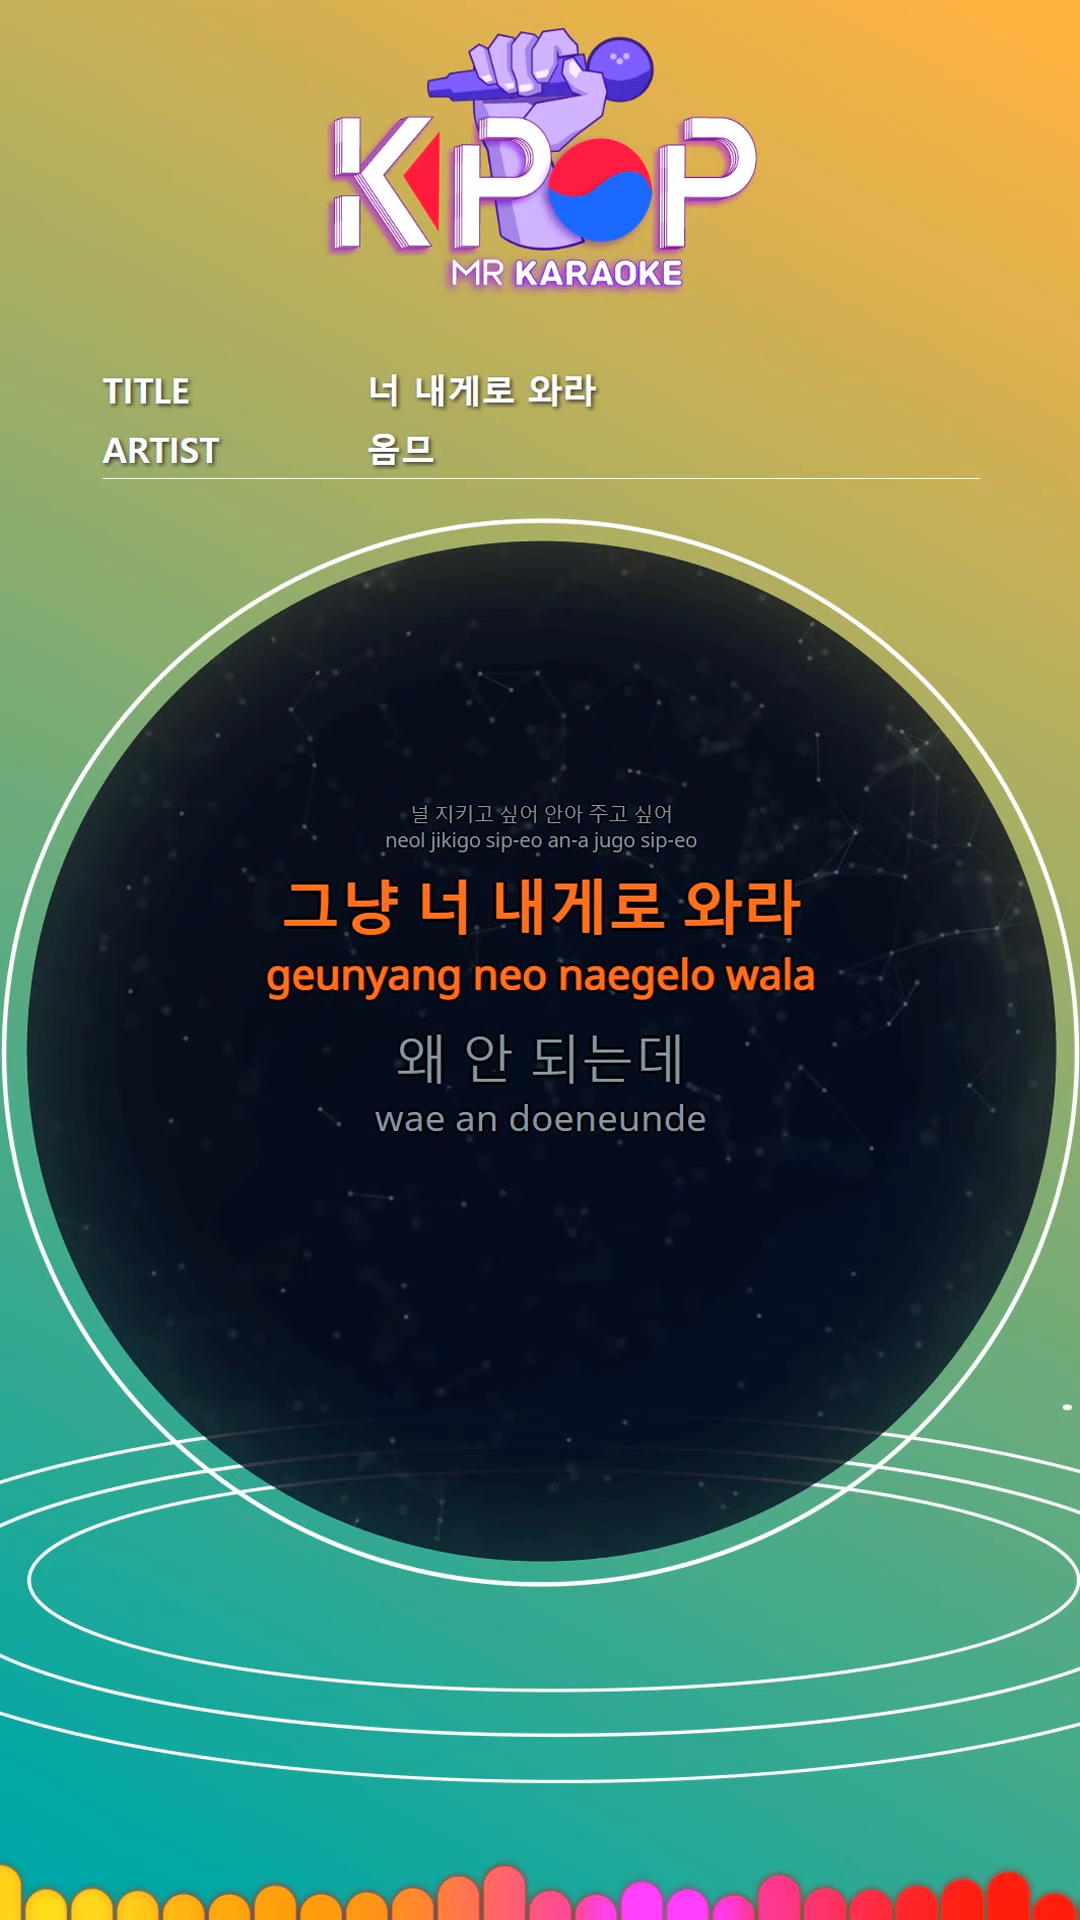 KPOP
MR KARAOKE
TITLE 너 내게로 와라
ARTIST 옴므
널 지키고 싶어 안아 주고 싶어
neol jikigo sip-eo an-a jugo sip-eo
그냥 너 내게로 와라
geunyang neo naegelo wala
왜 안 되는데
wae an doeneunde